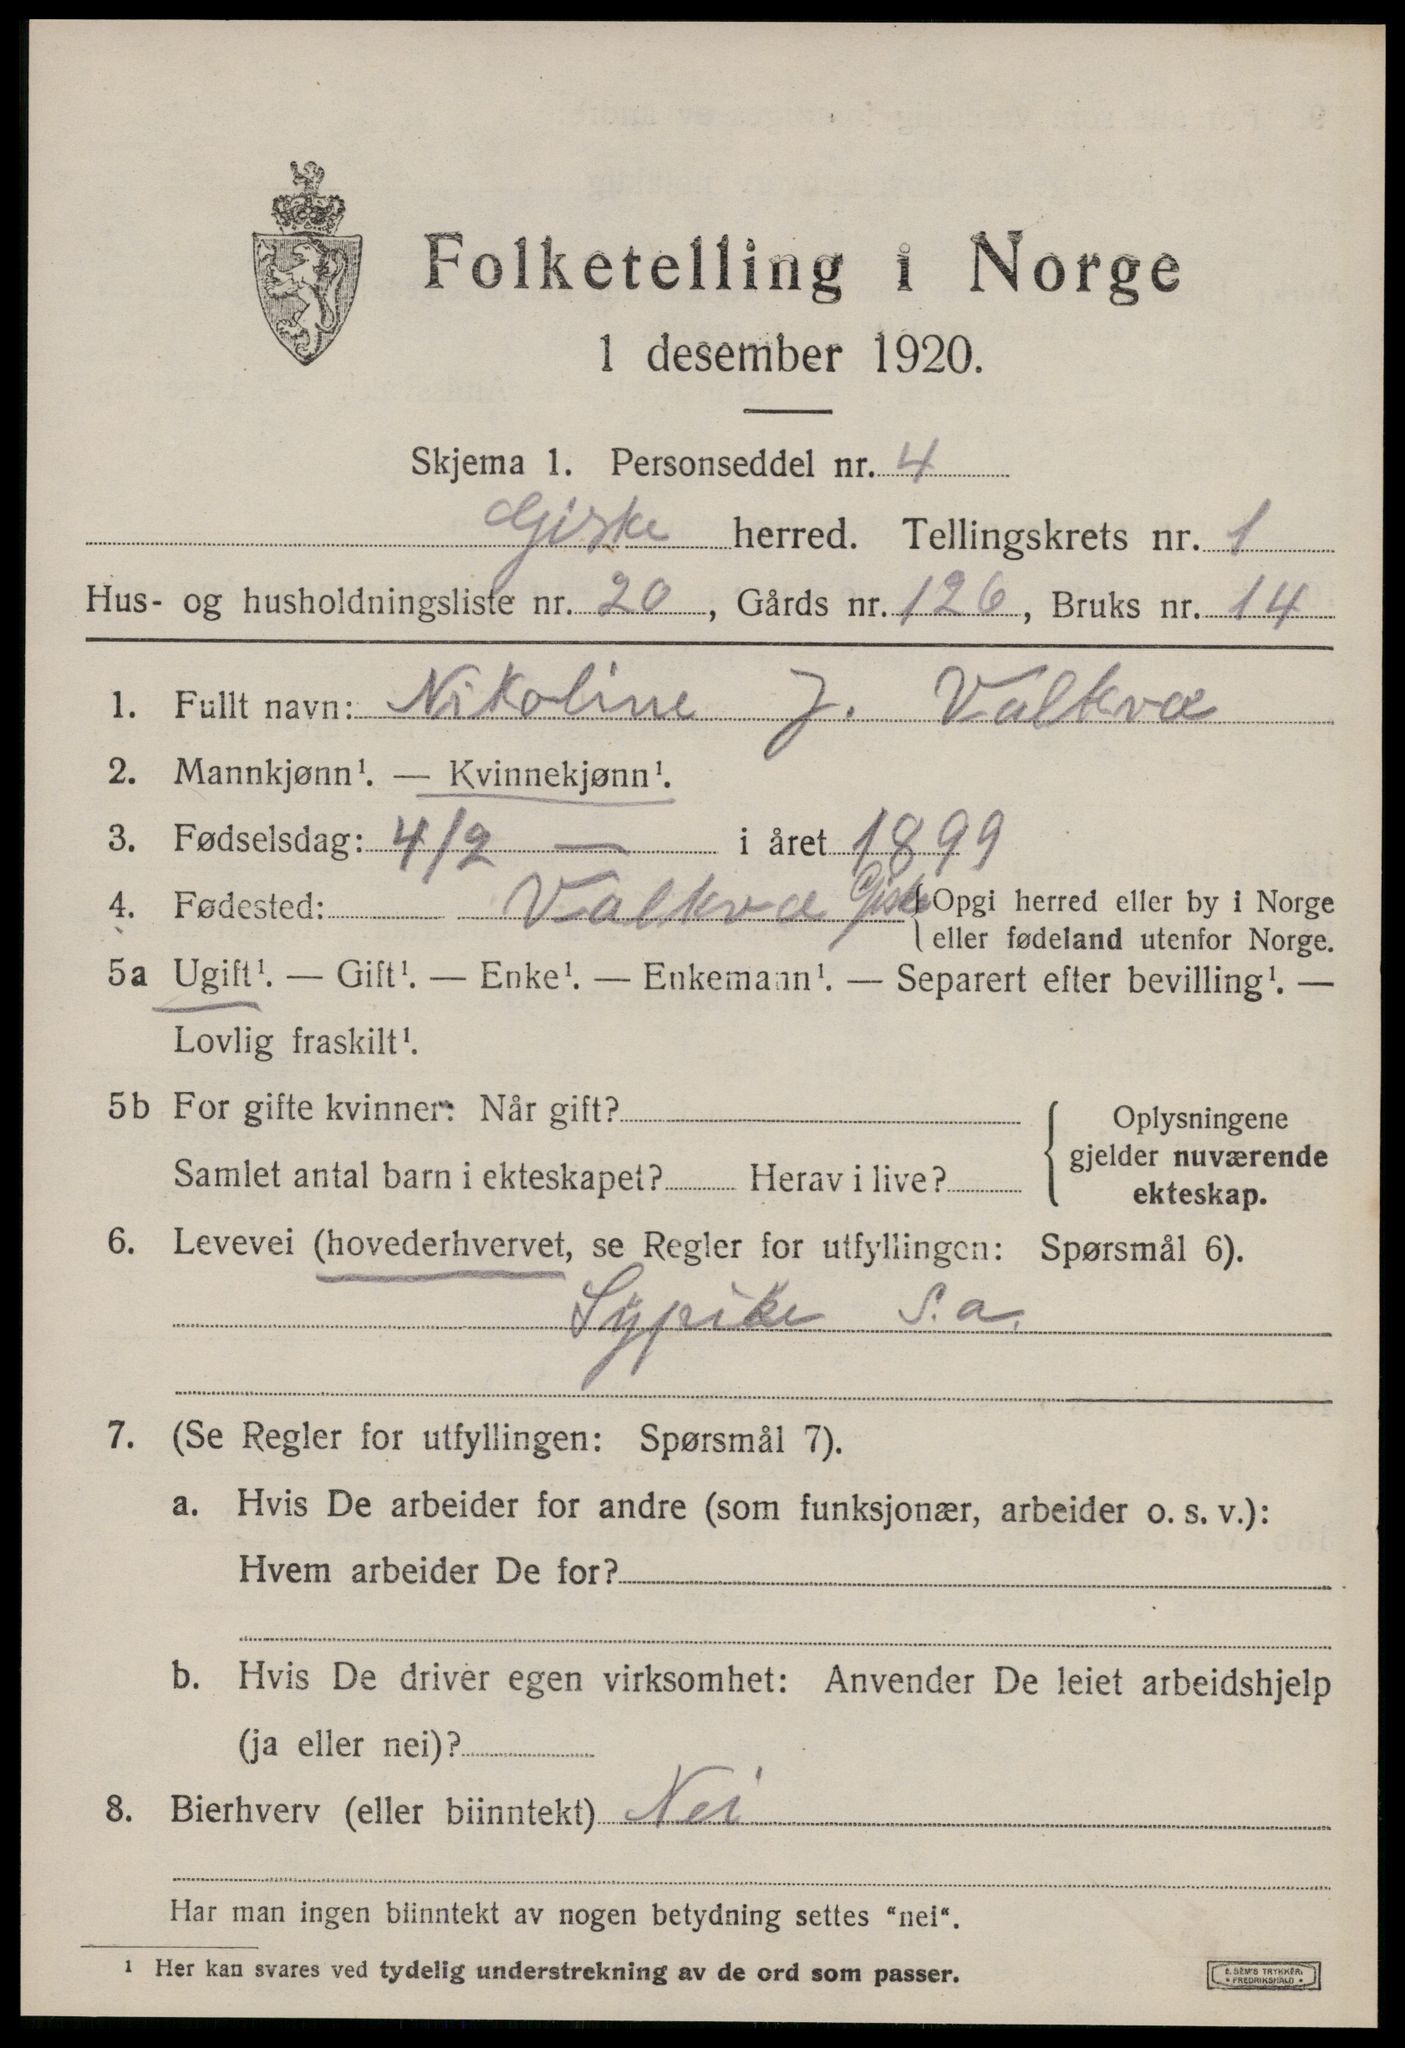 Folketelling i Norge
1 desember 1920.
Skjema 1. Personseddel nr. 4
Giske herred. Tellingskrets nr. 1
Hus- og husholdningsliste nr. 20, Gårds nr. 126, Bruks nr. 14
1. Fullt navn: Nikoline J. Valkvæ
2. Mannkjønn¹. — Kvinnekjønn¹.
3. Fødselsdag: 4/2 — i året 1899
4. Fødested: Valkvæ Giske { Opgi herred eller by i Norge
eller fødeland utenfor Norge.
5a Ugift¹. — Gift¹. — Enke¹. — Enkemann¹. — Separert efter bevilling¹. —
Lovlig fraskilt¹.
5b For gifte kvinner: Når gift?
Samlet antal barn i ekteskapet? Herav i live?
{ Oplysningene
gjelder nuværende
ekteskap.
6. Levevei (hovederhvervet, se Regler for utfyllingen: Spørsmål 6).
Sypike s.a.
7. (Se Regler for utfyllingen: Spørsmål 7).
a. Hvis De arbeider for andre (som funksjonær, arbeider o. s. v.):
Hvem arbeider De for?
b. Hvis De driver egen virksomhet: Anvender De leiet arbeidshjelp
(ja eller nei)?
8. Bierhverv (eller biinntekt) Nei
Har man ingen biinntekt av nogen betydning settes “nei“.
¹ Her kan svares ved tydelig understrekning av de ord som passer.
E. SEM'S TRYKKERI
• FREDRIKSHALD •